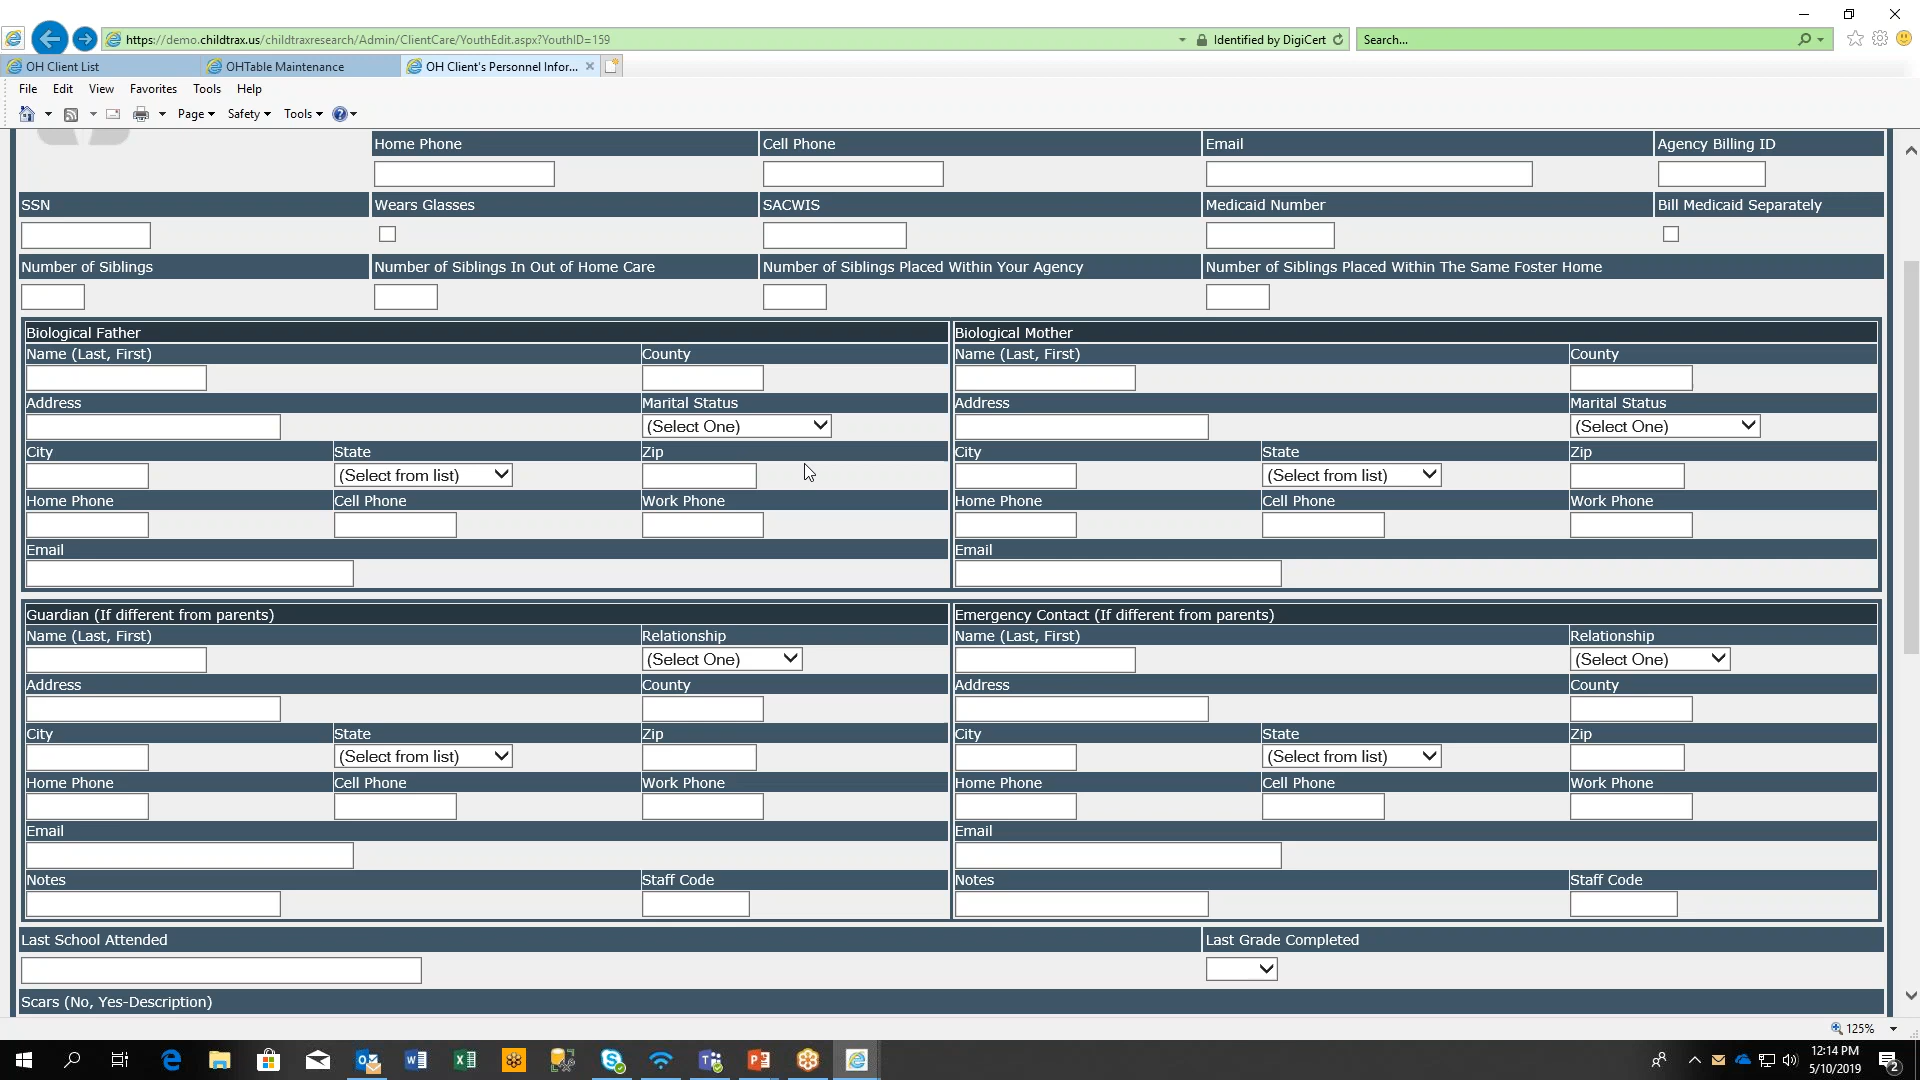 https://demo.childtrax.us/childtraxresearch/Admin/ClientCare/YouthEdit.aspx?YouthID=159 Identified by DigiCert Search...
OH Client List OHTable Maintenance OH Client's Personnel Infor...
File Edit View Favorites Tools Help
Page Safety Tools
Home Phone Cell Phone Email Agency Billing ID
SSN Wears Glasses SACWIS Medicaid Number Bill Medicaid Separately
Number of Siblings Number of Siblings In Out of Home Care Number of Siblings Placed Within Your Agency Number of Siblings Placed Within The Same Foster Home
Biological Father Biological Mother
Name (Last, First) County Name (Last, First) County
Address Marital Status Address Marital Status
(Select One) (Select One)
City State Zip City State Zip
(Select from list) (Select from list)
Home Phone Cell Phone Work Phone Home Phone Cell Phone Work Phone
Email Email
Guardian (If different from parents) Emergency Contact (If different from parents)
Name (Last, First) Relationship Name (Last, First) Relationship
(Select One) (Select One)
Address County Address County
City State Zip City State Zip
(Select from list) (Select from list)
Home Phone Cell Phone Work Phone Home Phone Cell Phone Work Phone
Email Email
Notes Staff Code Notes Staff Code
Last School Attended Last Grade Completed
Scars (No, Yes-Description)
125%
12:14 PM
5/10/2019
2